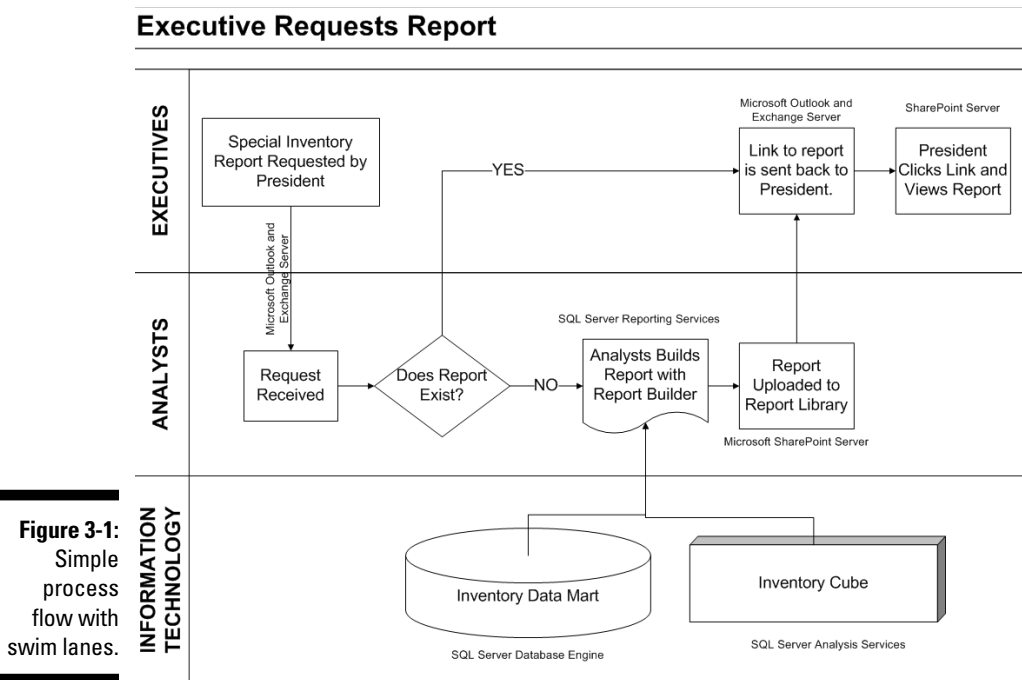 Executive Requests Report
EXECUTIVES
Special Inventory
Report Requested by
President
Microsoft Outlook and
Exchange Server
YES
Microsoft Outlook and
Exchange Server
Link to report
is sent back to
President.
SharePoint Server
President
Clicks Link and
Views Report
ANALYSTS
Request
Received
Does Report
Exist?
NO
SQL Server Reporting Services
Analysts Builds
Report with
Report Builder
Report
Uploaded to
Report Library
Microsoft SharePoint Server
INFORMATION
TECHNOLOGY
Inventory Data Mart
SQL Server Database Engine
Inventory Cube
SQL Server Analysis Services
Figure 3-1:
Simple
process
flow with
swim lanes.